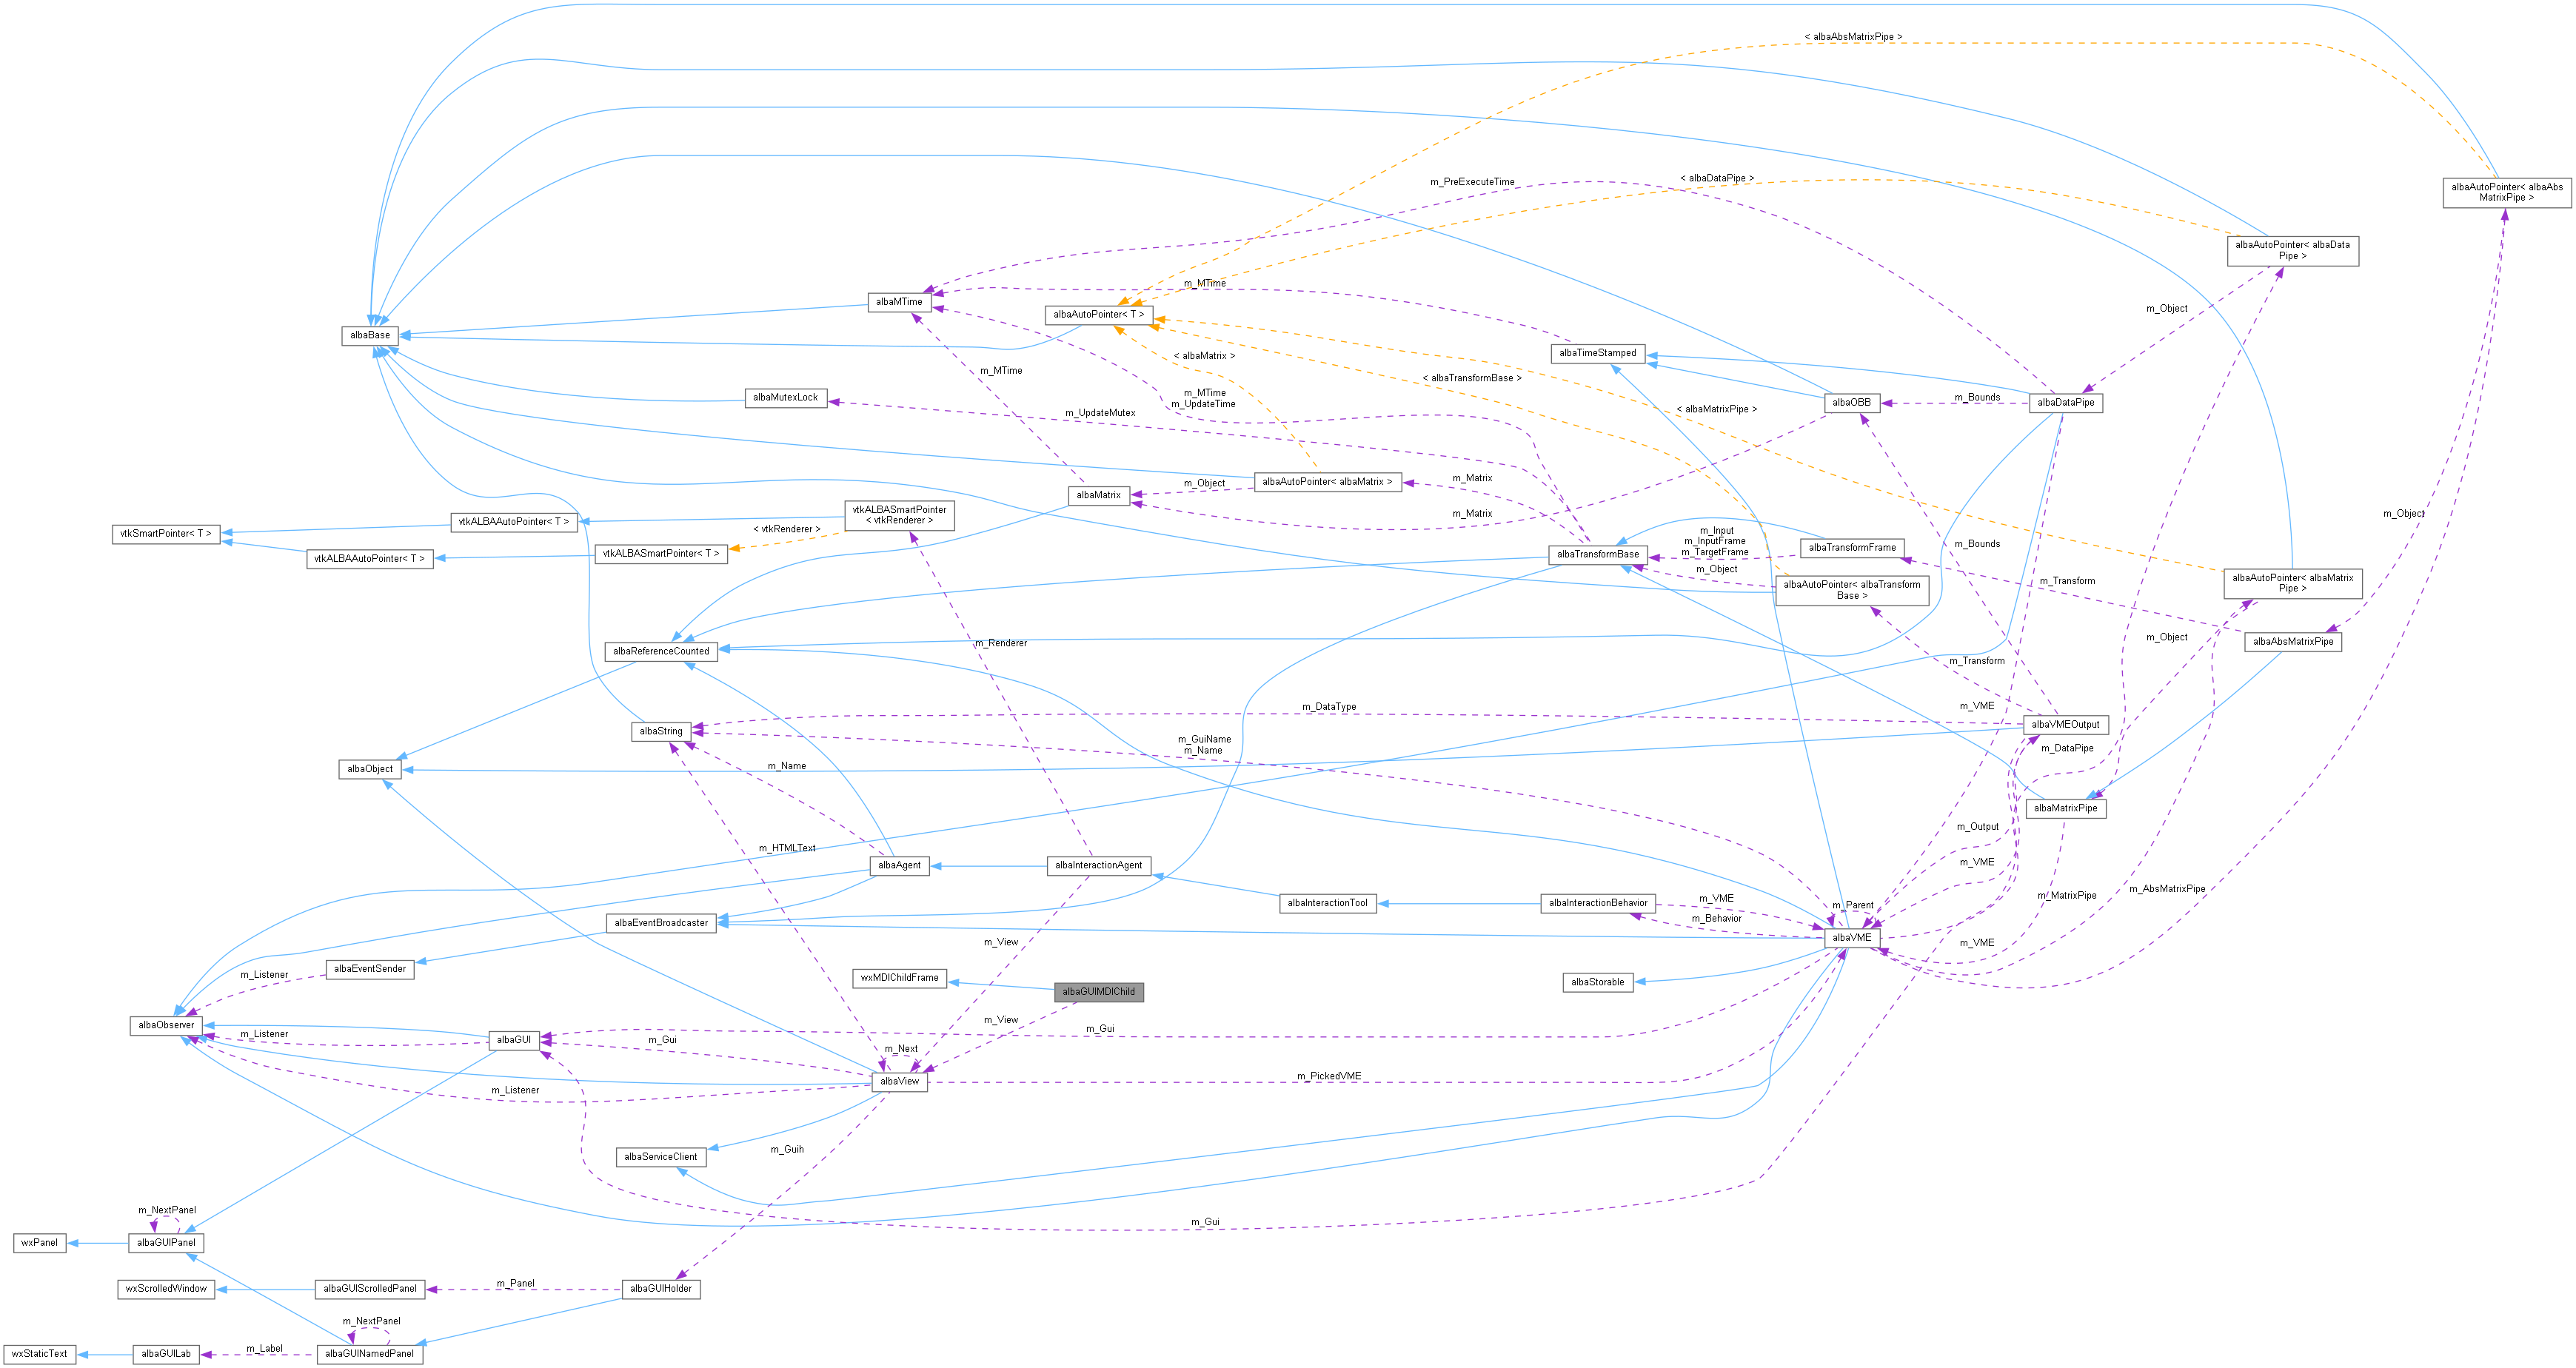 < albaAbsMatrixPipe >
m_PreExecuteTime
< albaDataPipe >
albaAutoPointer< albaAbs
MatrixPipe >
albaAutoPointer< albaData
Pipe >
m_MTime
albaMTime
albaAutoPointer< T >
m_Object
albaBase
albaTimeStamped
< albaMatrix >
m_MTime
< albaTransformBase >
m_MTime
m_UpdateTime
albaMutexLock
m_UpdateMutex
< albaMatrixPipe >
albaOBB
m_Bounds
albaDataPipe
m_Matrix
albaAutoPointer< albaMatrix >
m_Object
albaMatrix
m_Matrix
m_Object
vtkALBASmartPointer
< vtkRenderer >
vtkALBAAutoPointer< T >
vtkSmartPointer< T >
< vtkRenderer >
vtkALBAAutoPointer< T >
vtkALBASmartPointer< T >
albaTransformBase
m_Input
m_InputFrame
m_TargetFrame
albaTransformFrame
m_Bounds
m_Object
albaAutoPointer< albaTransform
Base >
m_Transform
albaAutoPointer< albaMatrix
Pipe >
m_Renderer
albaReferenceCounted
m_Object
albaAbsMatrixPipe
m_Transform
m_DataType
m_VME
albaString
albaVMEOutput
m_GuiName
m_Name
m_DataPipe
albaObject
m_Name
albaMatrixPipe
m_Output
m_HTMLText
albaAgent
albaInteractionAgent
m_VME
m_AbsMatrixPipe
m_MatrixPipe
albaInteractionTool
albaInteractionBehavior
m_VME
m_Parent
m_Behavior
albaEventBroadcaster
albaVME
m_View
m_VME
albaEventSender
m_Listener
wxMDIChildFrame
albaStorable
albaGUIMDIChild
albaObserver
m_View
m_Gui
m_Listener
albaGUI
m_Gui
m_Next
albaView
m_PickedVME
m_Listener
m_Guih
albaServiceClient
m_NextPanel
m_Gui
wxPanel
albaGUIPanel
wxScrolledWindow
albaGUIScrolledPanel
m_Panel
albaGUIHolder
m_NextPanel
wxStaticText
albaGUILab
m_Label
albaGUINamedPanel